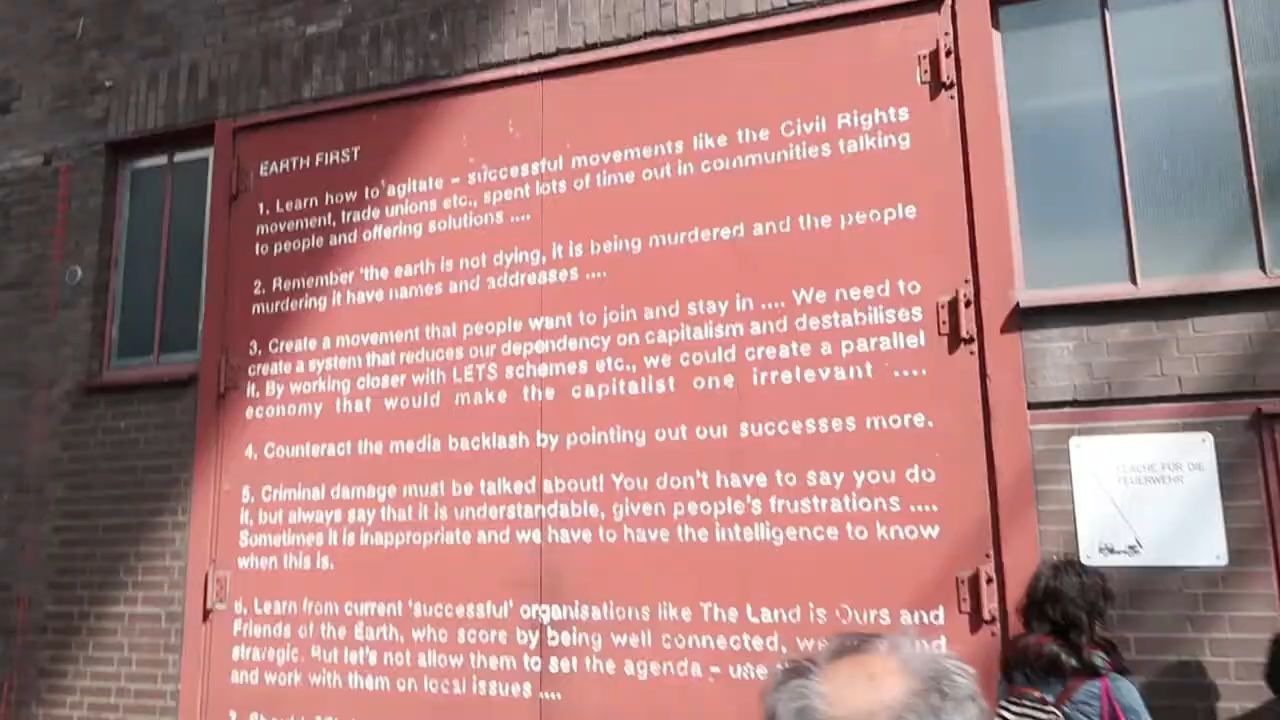 EARTH FIRST
1. Learn how to agitate – successful movements like the Civil Rights
movement, trade unions etc., spent lots of time out in communities talking
to people and offering solutions ....
2. Remember 'the earth is not dying, it is being murdered and the people
murdering it have names and addresses ....
3. Create a movement that people want to join and stay in .... We need to
create a system that reduces our dependency on capitalism and destabilises
it. By working closer with LETS schemes etc., we could create a parallel
economy that would make the capitalist one irrelevant ....
4. Counteract the media backlash by pointing out our successes more.
5. Criminal damage must be talked about! You don't have to say you do
it, but always say that it is understandable, given people's frustrations ....
Sometimes it is inappropriate and we have to have the intelligence to know
when this is.
6. Learn from current 'successful' organisations like The Land is Ours and
Friends of the Earth, who score by being well connected, and
strategic. But let's not allow them to set the agenda – use
and work with them on local issues ....
FLÄCHE FÜR DIE
FEUERWEHR